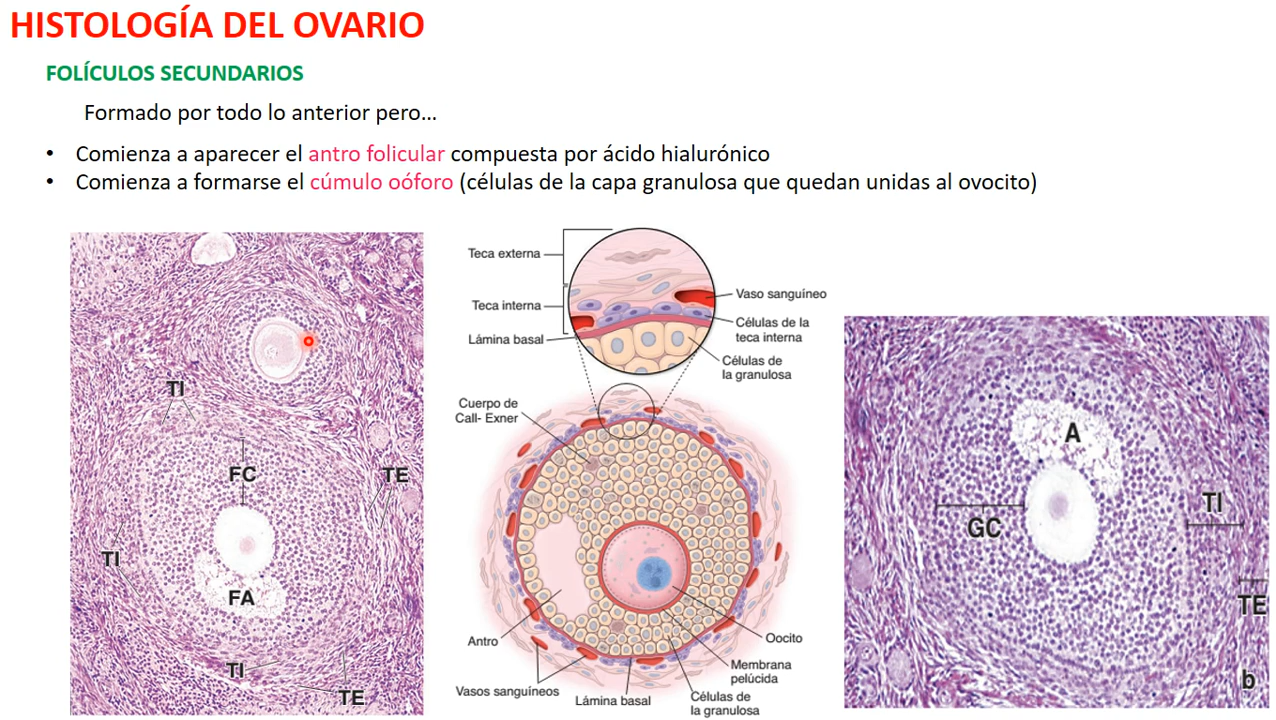 HISTOLOGÍA DEL OVARIO
FOLÍCULOS SECUNDARIOS
Formado por todo lo anterior pero...
• Comienza a aparecer el antro folicular compuesta por ácido hialurónico
• Comienza a formarse el cúmulo oóforo (células de la capa granulosa que quedan unidas al ovocito)
TI
FC
TE
TI
FA
TI
TE
Teca externa
Teca interna
Lámina basal
Vaso sanguíneo
Células de la
teca interna
Células de
la granulosa
Cuerpo de
Call- Exner
Antro
Vasos sanguíneos
Lámina basal
Células de
la granulosa
Membrana
pelúcida
Oocito
A
GC
TI
TE
b